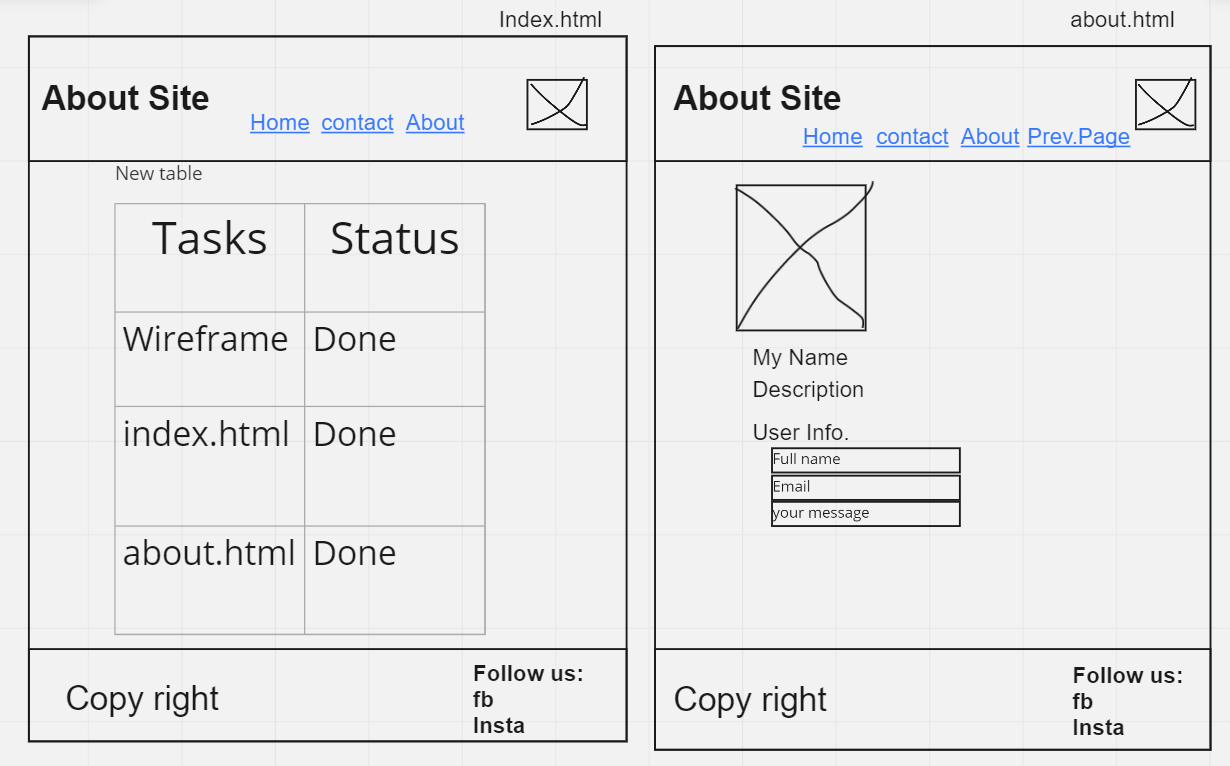 Index.html
About Site
Home contact About
New table
Tasks Status
Wireframe Done
index.html Done
about.html Done
Copy right
Follow us:
fb
Insta
about.html
About Site
Home contact About Prev.Page
My Name
Description
User Info.
Full name
Email
your message
Copy right
Follow us:
fb
Insta